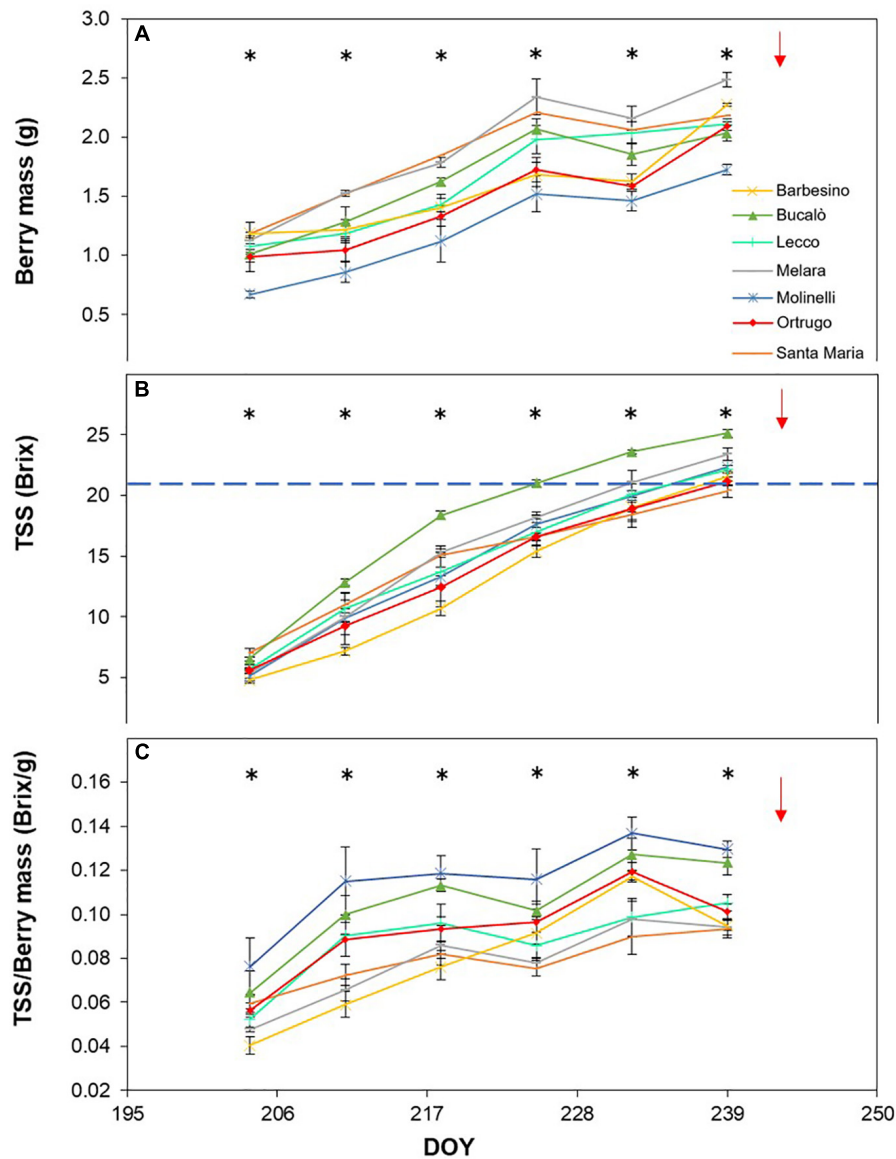 A
3.0
2.5
2.0
1.5
1.0
0.5
Berry mass (g)
* * * * * *
Barbesino
Bucalò
Lecco
Melara
Molinelli
Ortrugo
Santa Maria
B
25
20
15
10
5
TSS (Brix)
* * * * * *
C
0.16
0.14
0.12
0.10
0.08
0.06
0.04
0.02
TSS/Berry mass (Brix/g)
* * * * * *
195 206 217 228 239 250
DOY